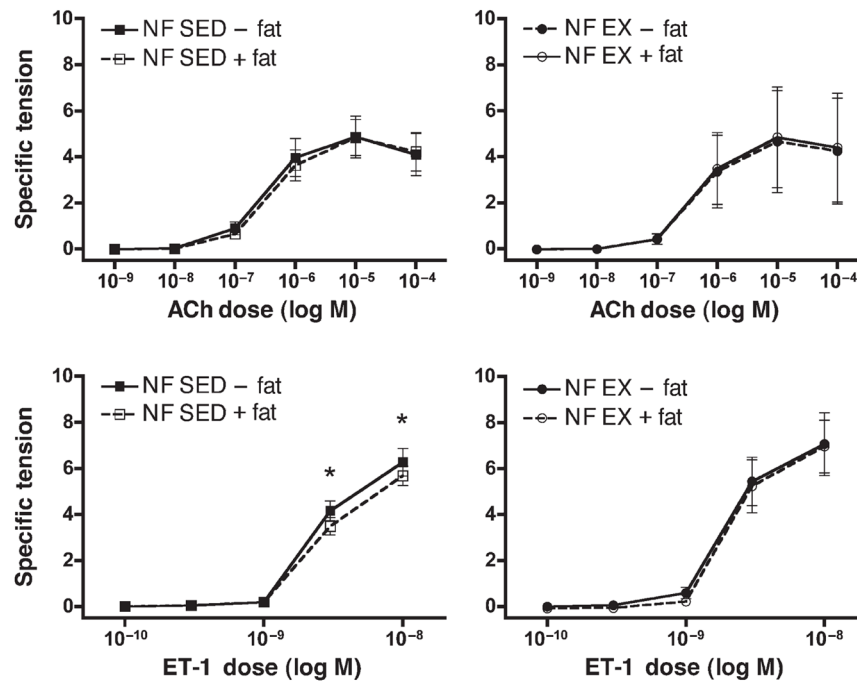 NF SED – fat
NF SED + fat
Specific tension
10
8
6
4
2
0
10⁻⁹ 10⁻⁸ 10⁻⁷ 10⁻⁶ 10⁻⁵ 10⁻⁴
ACh dose (log M)
NF EX – fat
NF EX + fat
10
8
6
4
2
0
10⁻⁹ 10⁻⁸ 10⁻⁷ 10⁻⁶ 10⁻⁵ 10⁻⁴
ACh dose (log M)
NF SED – fat
NF SED + fat
Specific tension
10
8
6
4
2
0
*
*
10⁻¹⁰ 10⁻⁹ 10⁻⁸
ET-1 dose (log M)
NF EX – fat
NF EX + fat
10
8
6
4
2
0
10⁻¹⁰ 10⁻⁹ 10⁻⁸
ET-1 dose (log M)